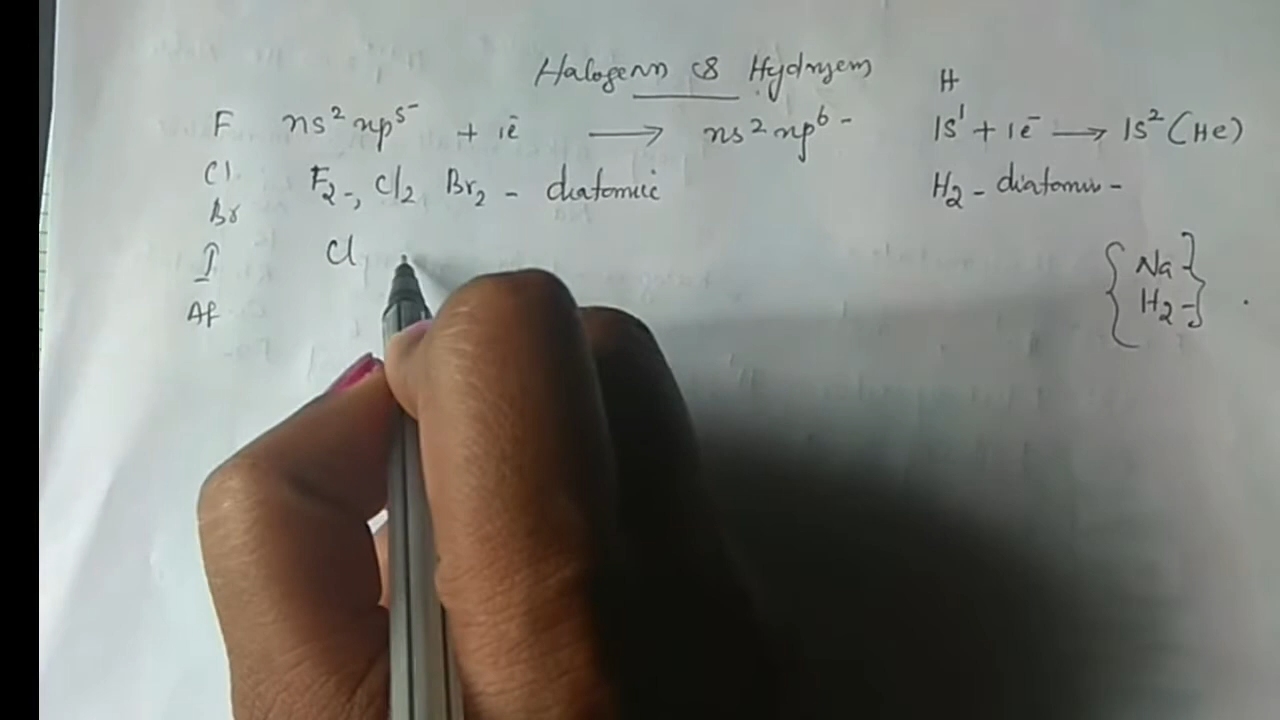 Halogens & Hydrogen
H
F ns² np⁵- + 1e⁻ → ns² np⁶ - 1s¹ + 1e⁻ → 1s² (He)
Cl F₂-, Cl₂ Br₂ - diatomic H₂ - diatomic -
Br
I Cl { Na }
At H₂ - .